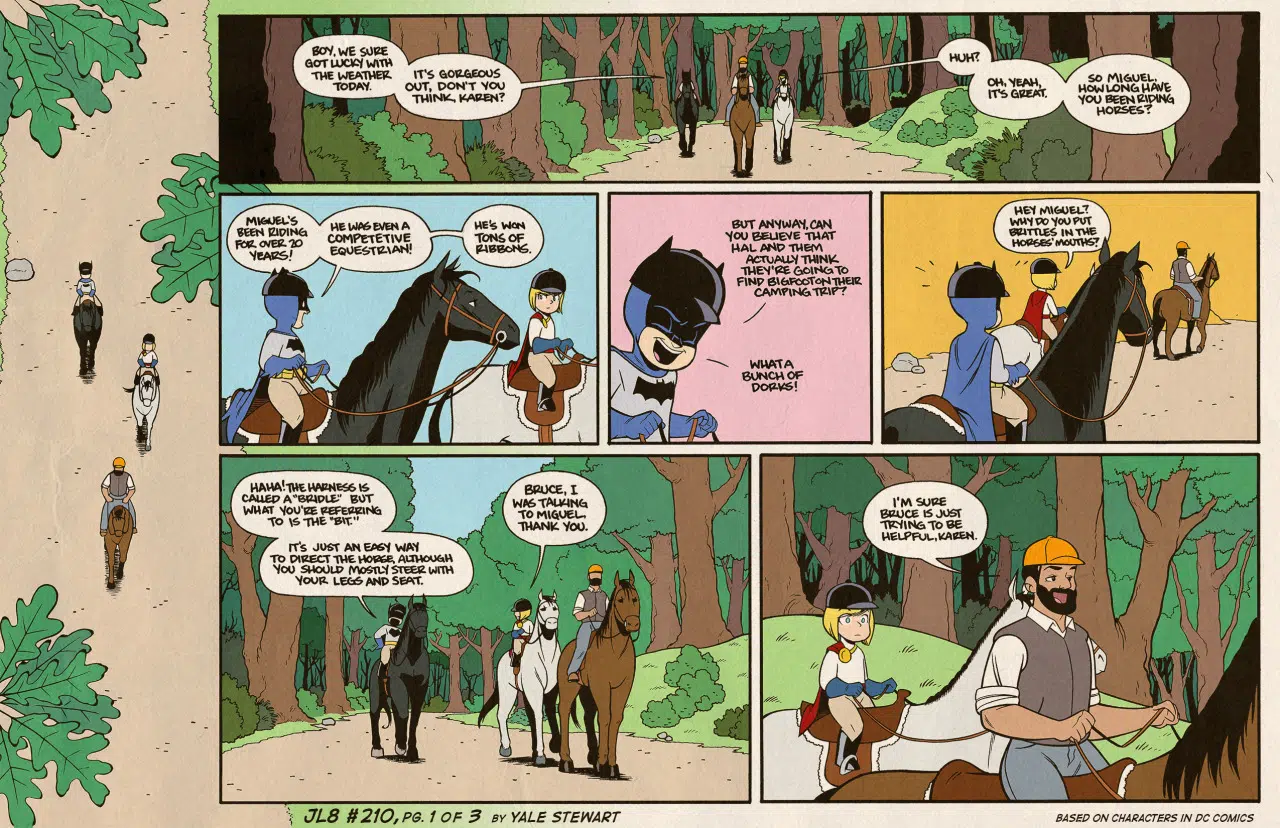 BOY, WE SURE
GOT LUCKY WITH
THE WEATHER
TODAY.
IT'S GORGEOUS
OUT, DON'T YOU
THINK, KAREN?
HUH?
OH, YEAH,
IT'S GREAT.
SO MIGUEL,
HOW LONG HAVE
YOU BEEN RIDING
HORSES?
MIGUEL'S
BEEN RIDING
FOR OVER 20
YEARS!
HE WAS EVEN A
COMPETETIVE
EQUESTRIAN!
HE'S WON
TONS OF
RIBBONS.
BUT ANYWAY, CAN
YOU BELIEVE THAT
HAL AND THEM
ACTUALLY THINK
THEY'RE GOING TO
FIND BIGFOOT ON THEIR
CAMPING TRIP?
WHAT A
BUNCH OF
DORKS!
HEY MIGUEL?
WHY DO YOU PUT
BRITTLES IN THE
HORSES' MOUTHS?
HAHA! THE HARNESS IS
CALLED A "BRIDLE" BUT
WHAT YOU'RE REFERRING
TO IS THE "BIT."
IT'S JUST AN EASY WAY
TO DIRECT THE HORSE, ALTHOUGH
YOU SHOULD MOSTLY STEER WITH
YOUR LEGS AND SEAT.
BRUCE, I
WAS TALKING
TO MIGUEL,
THANK YOU.
I'M SURE
BRUCE IS JUST
TRYING TO BE
HELPFUL, KAREN.
JL8 #210, PG. 1 OF 3 BY YALE STEWART
BASED ON CHARACTERS IN DC COMICS